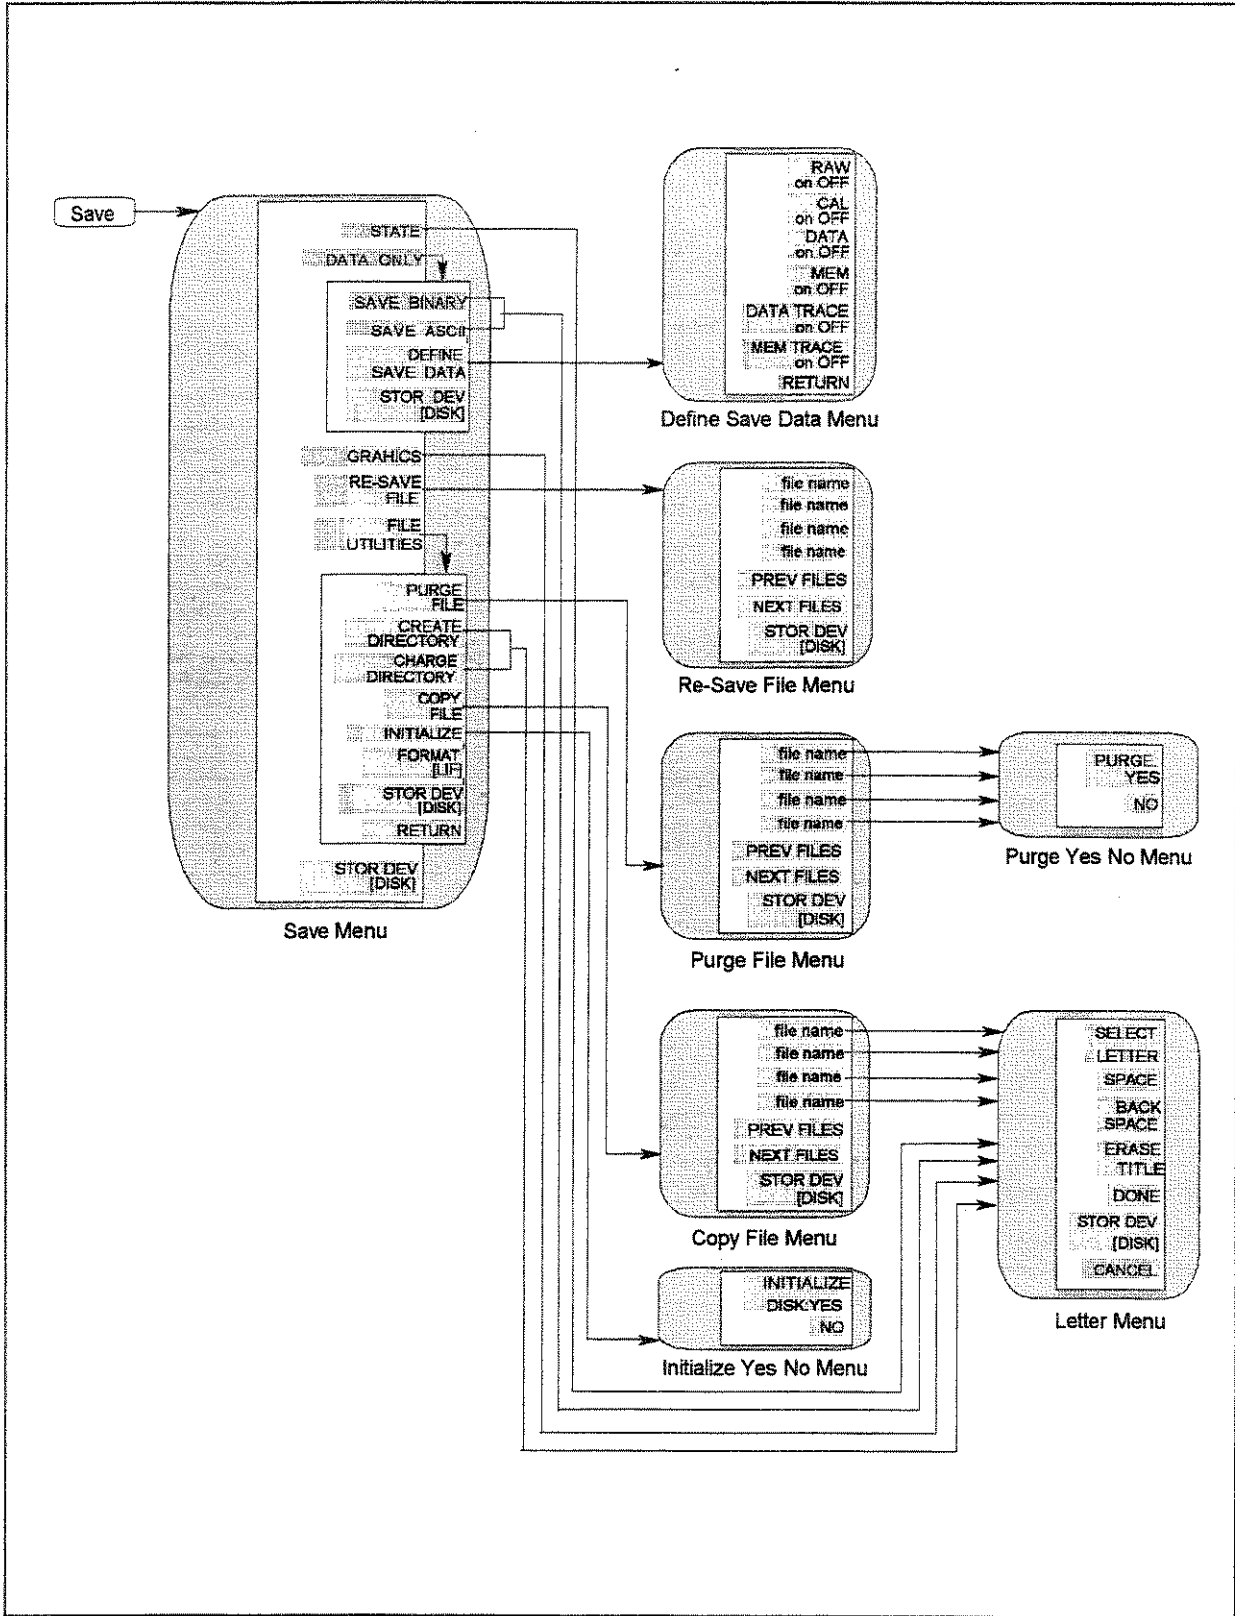 Save
STATE
DATA ONLY
SAVE BINARY
SAVE ASCII
DEFINE
SAVE DATA
STOR DEV
[DISK]
GRAHICS
RE-SAVE
FILE
FILE
UTILITIES
PURGE
FILE
CREATE
DIRECTORY
CHARGE
DIRECTORY
COPY
FILE
INITIALIZE
FORMAT
[LIF]
STOR DEV
[DISK]
RETURN
STOR DEV
[DISK]
Save Menu
RAW
on OFF
CAL
on OFF
DATA
on OFF
MEM
on OFF
DATA TRACE
on OFF
MEM TRACE
on OFF
RETURN
Define Save Data Menu
file name
file name
file name
file name
PREV FILES
NEXT FILES
STOR DEV
[DISK]
Re-Save File Menu
file name
file name
file name
file name
PREV FILES
NEXT FILES
STOR DEV
[DISK]
Purge File Menu
PURGE
YES
NO
Purge Yes No Menu
file name
file name
file name
file name
PREV FILES
NEXT FILES
STOR DEV
[DISK]
Copy File Menu
INITIALIZE
DISK:YES
NO
Initialize Yes No Menu
SELECT
LETTER
SPACE
BACK
SPACE
ERASE
TITLE
DONE
STOR DEV
[DISK]
CANCEL
Letter Menu